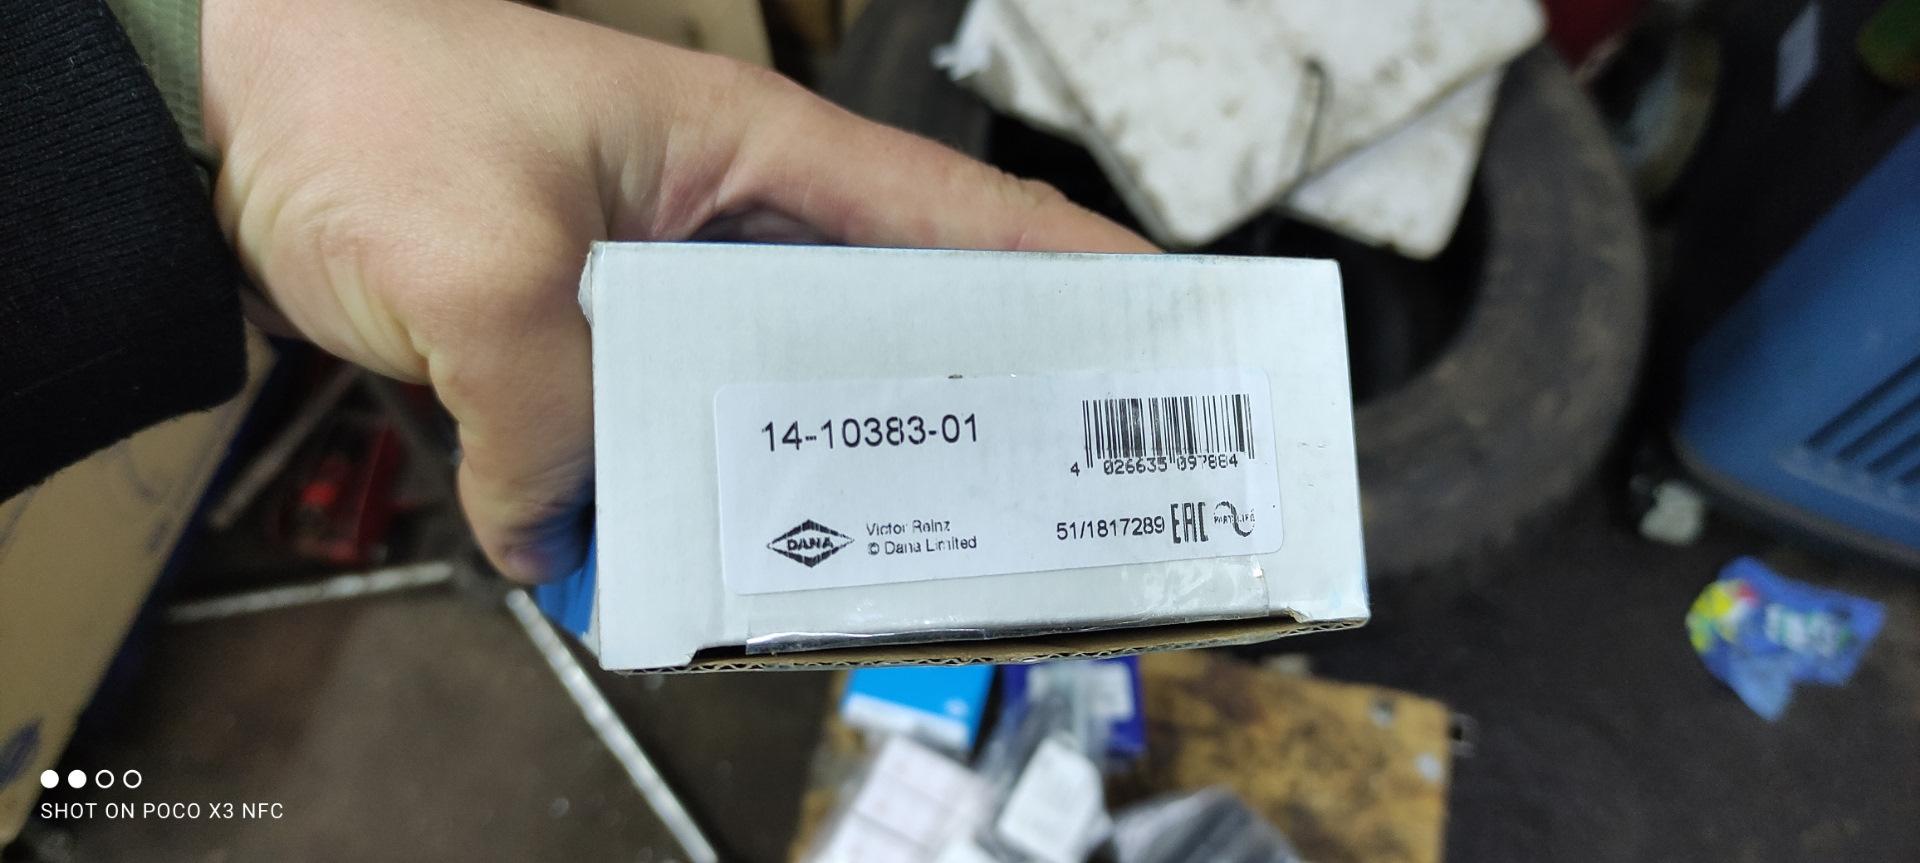 14-10383-01
4 026635 097884
DANA
Victor Reinz
© Dana Limited
51/1817289 EAC
SHOT ON POCO X3 NFC